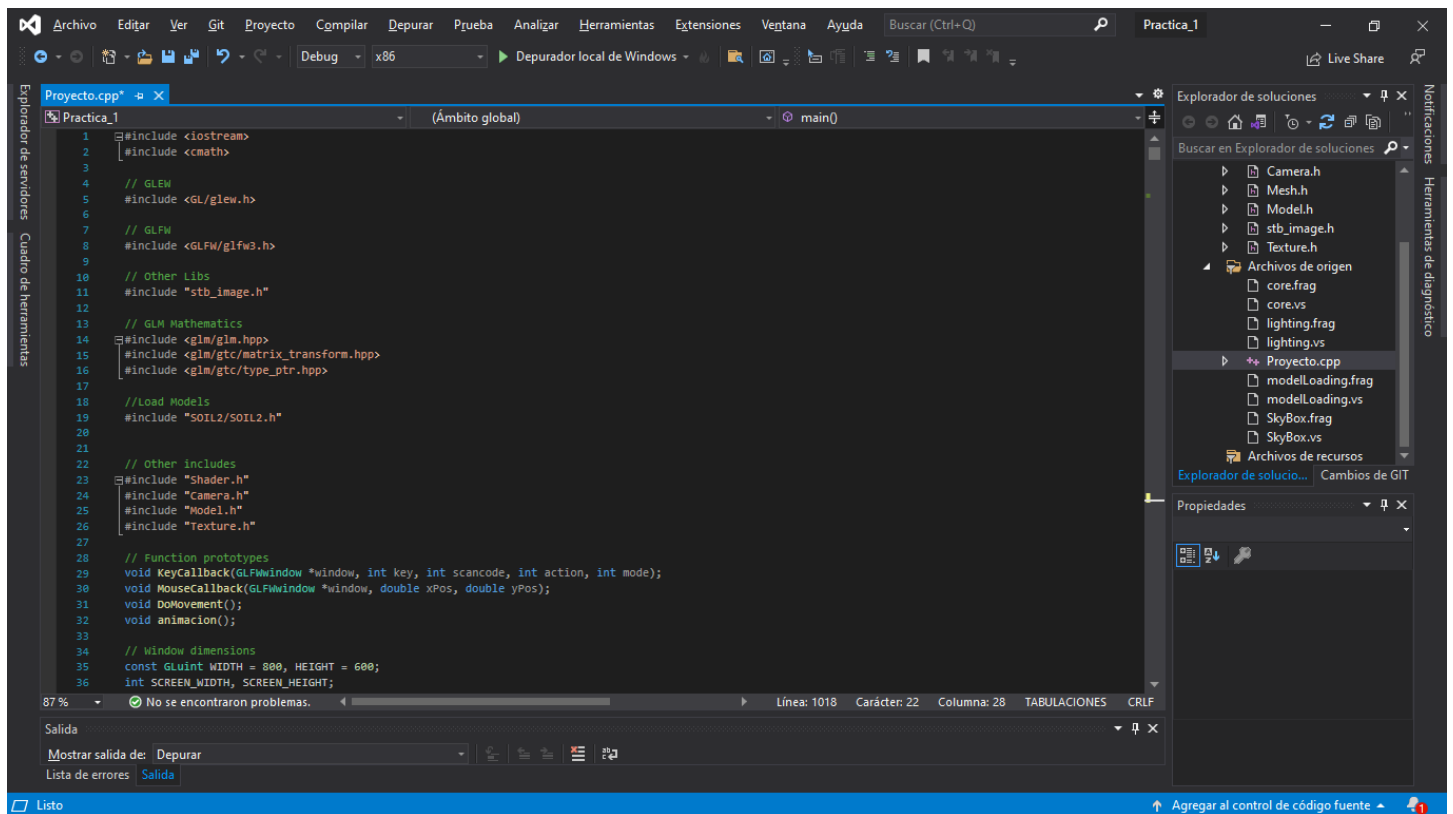 Archivo Editar Ver Git Proyecto Compilar Depurar Prueba Analizar Herramientas Extensiones Ventana Ayuda Buscar (Ctrl+Q) Practica_1
Debug x86 Depurador local de Windows Live Share
Explorador de servidores
Cuadro de herramientas
Proyecto.cpp*
Practica_1 (Ámbito global) main()
1 #include <iostream>
2 #include <cmath>
3
4 // GLEW
5 #include <GL/glew.h>
6
7 // GLFW
8 #include <GLFW/glfw3.h>
9
10 // Other Libs
11 #include "stb_image.h"
12
13 // GLM Mathematics
14 #include <glm/glm.hpp>
15 #include <glm/gtc/matrix_transform.hpp>
16 #include <glm/gtc/type_ptr.hpp>
17
18 //Load Models
19 #include "SOIL2/SOIL2.h"
20
21
22 // Other includes
23 #include "Shader.h"
24 #include "Camera.h"
25 #include "Model.h"
26 #include "Texture.h"
27
28 // Function prototypes
29 void KeyCallback(GLFWwindow *window, int key, int scancode, int action, int mode);
30 void MouseCallback(GLFWwindow *window, double xPos, double yPos);
31 void DoMovement();
32 void animacion();
33
34 // Window dimensions
35 const GLuint WIDTH = 800, HEIGHT = 600;
36 int SCREEN_WIDTH, SCREEN_HEIGHT;
87 % No se encontraron problemas. Línea: 1018 Carácter: 22 Columna: 28 TABULACIONES CRLF
Salida
Mostrar salida de: Depurar
Lista de errores Salida
Explorador de soluciones
Buscar en Explorador de soluciones
Camera.h
Mesh.h
Model.h
stb_image.h
Texture.h
Archivos de origen
core.frag
core.vs
lighting.frag
lighting.vs
Proyecto.cpp
modelLoading.frag
modelLoading.vs
SkyBox.frag
SkyBox.vs
Archivos de recursos
Explorador de solucio... Cambios de GIT
Propiedades
Notificaciones
Herramientas de diagnóstico
Listo Agregar al control de código fuente 1